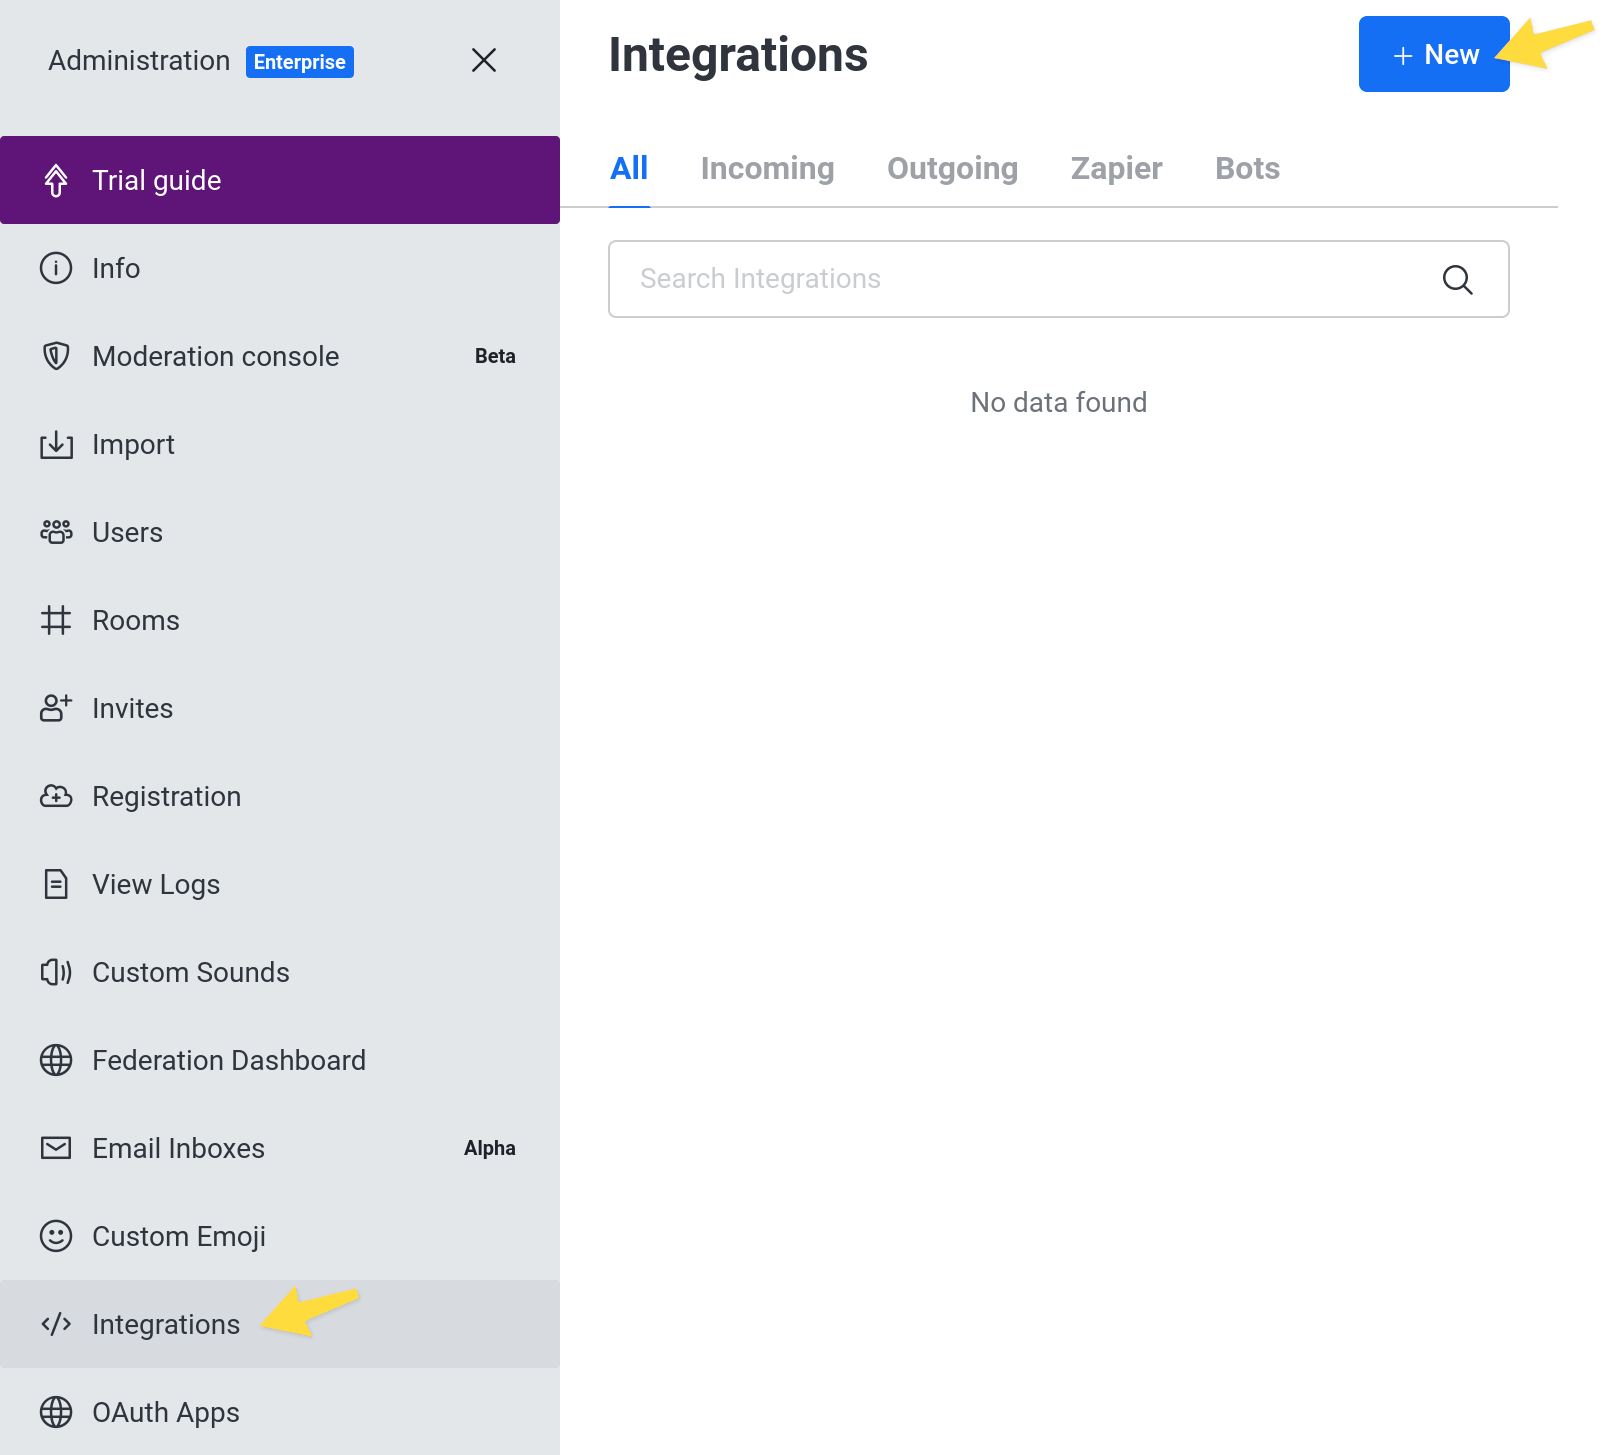 Administration Enterprise
Trial guide
Info
Moderation console Beta
Import
Users
Rooms
Invites
Registration
View Logs
Custom Sounds
Federation Dashboard
Email Inboxes Alpha
Custom Emoji
Integrations
OAuth Apps
Integrations
+ New
All Incoming Outgoing Zapier Bots
Search Integrations
No data found